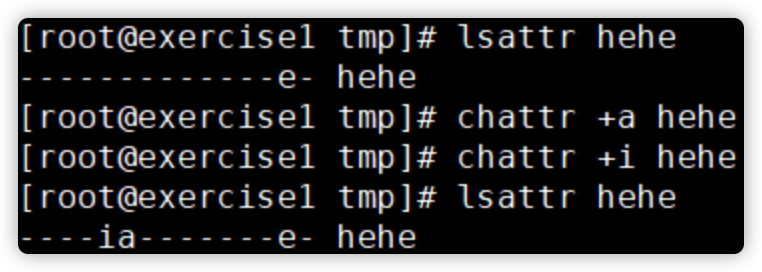 [root@exercise1 tmp]# lsattr hehe
-------------e- hehe
[root@exercise1 tmp]# chattr +a hehe
[root@exercise1 tmp]# chattr +i hehe
[root@exercise1 tmp]# lsattr hehe
----ia-------e- hehe